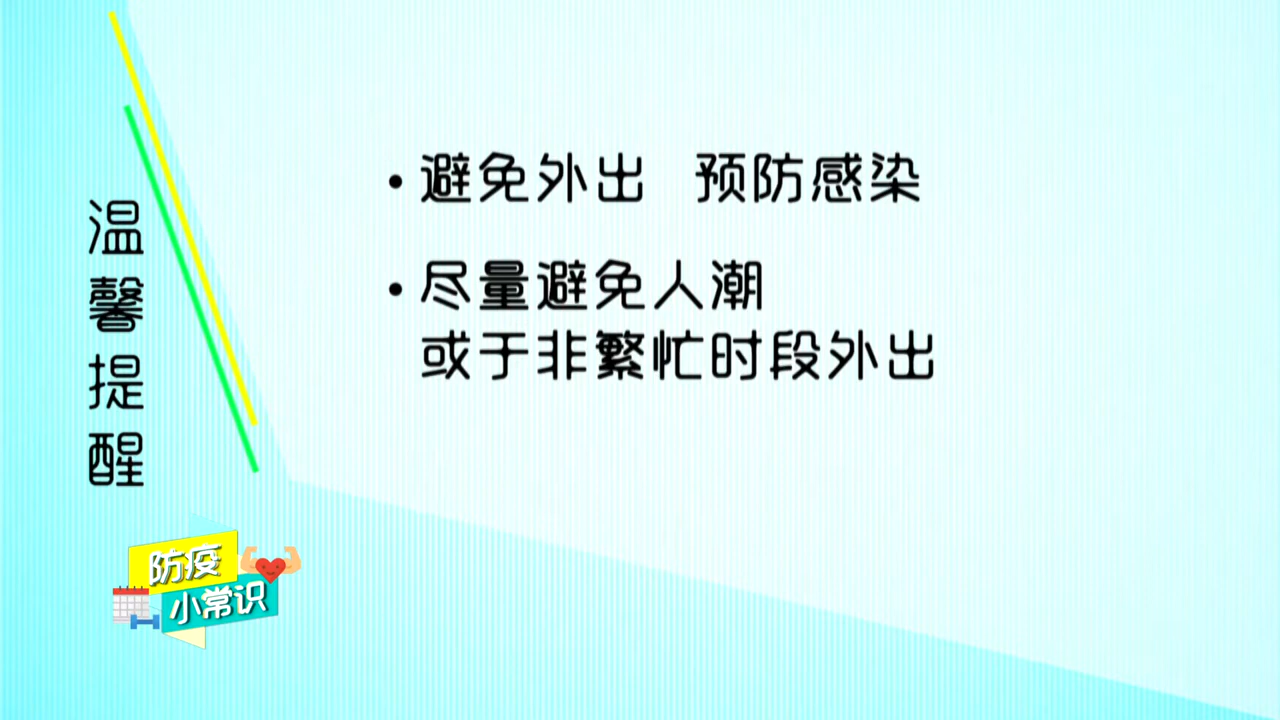 温馨提醒
•避免外出 预防感染
•尽量避免人潮
或于非繁忙时段外出
防疫
小常识